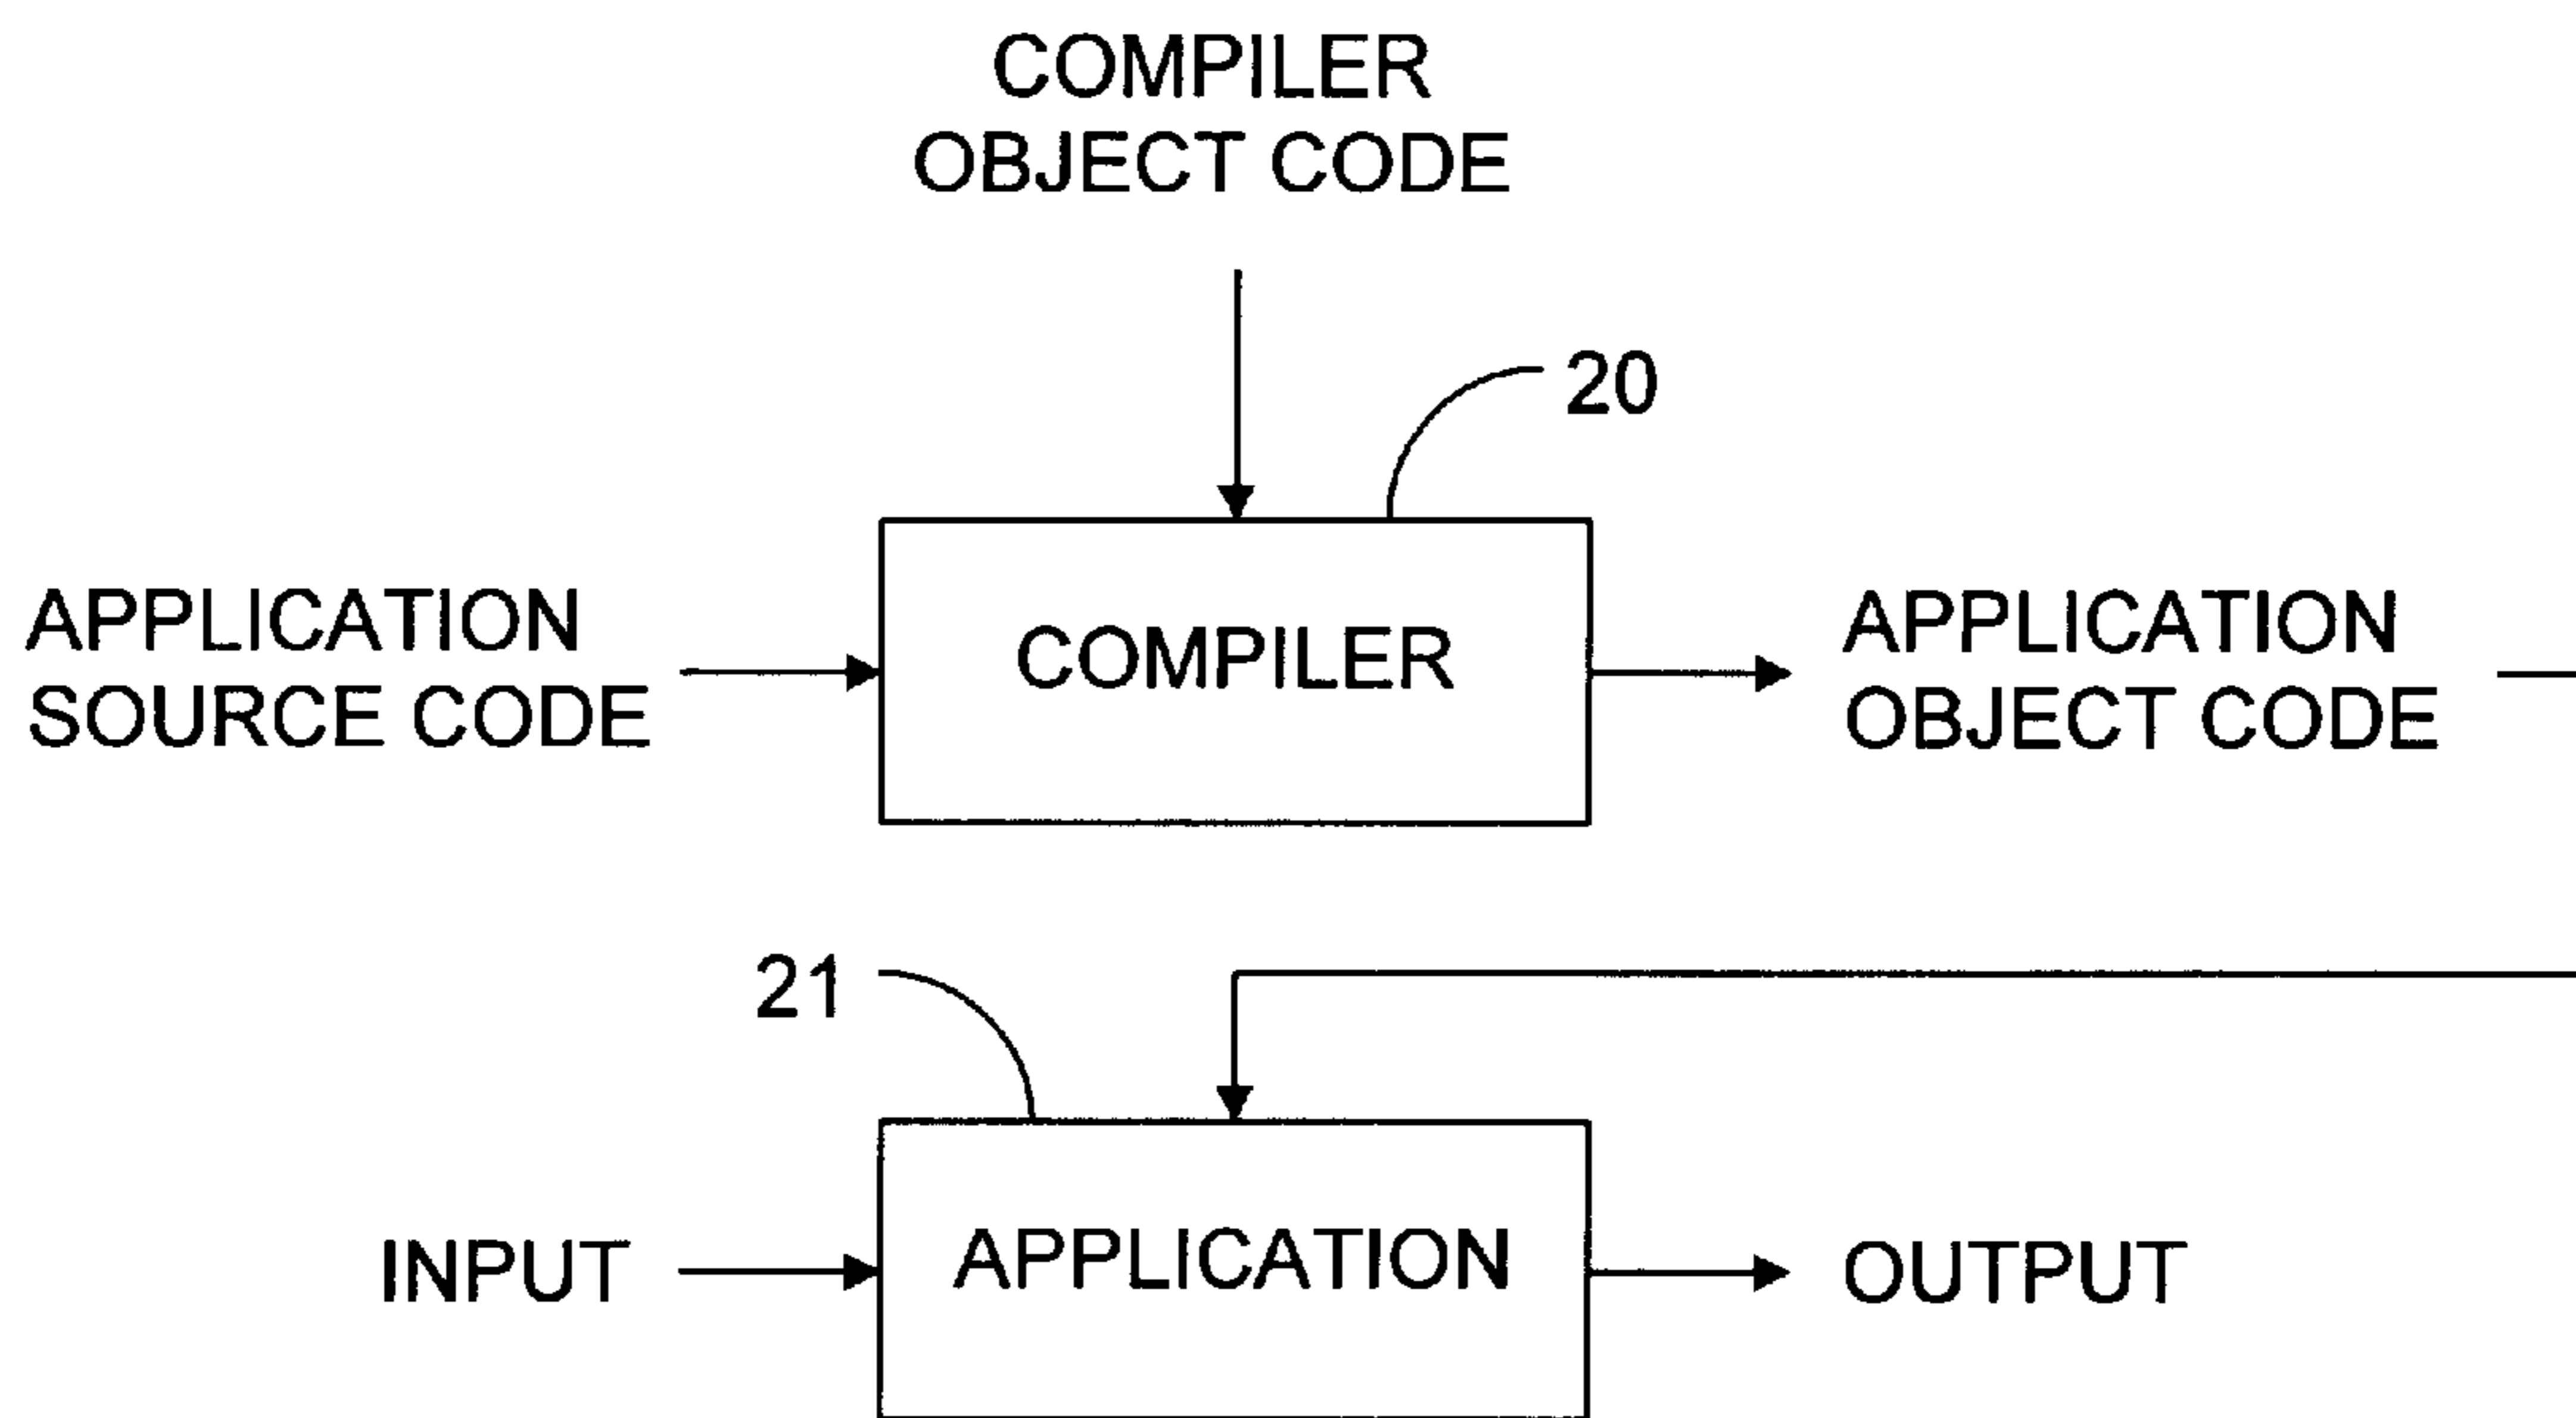 COMPILER
OBJECT CODE
20
APPLICATION
SOURCE CODE
COMPILER
APPLICATION
OBJECT CODE
21
INPUT
APPLICATION
OUTPUT